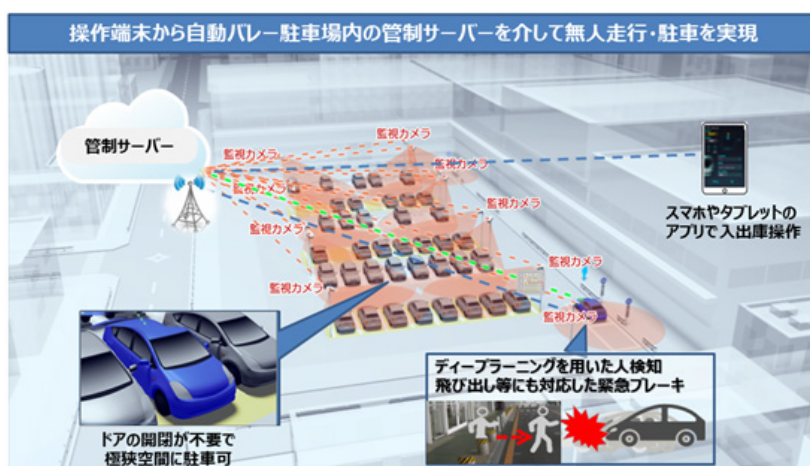 操作端末から自動バレー駐車場内の管制サーバーを介して無人走行・駐車を実現
管制サーバー
監視カメラ
監視カメラ
監視カメラ
監視カメラ
監視カメラ
監視カメラ
監視カメラ
監視カメラ
監視カメラ
スマホやタブレットの
アプリで入出庫操作
ディープラーニングを用いた人検知
飛び出し等にも対応した緊急ブレーキ
ドアの開閉が不要で
極狭空間に駐車可